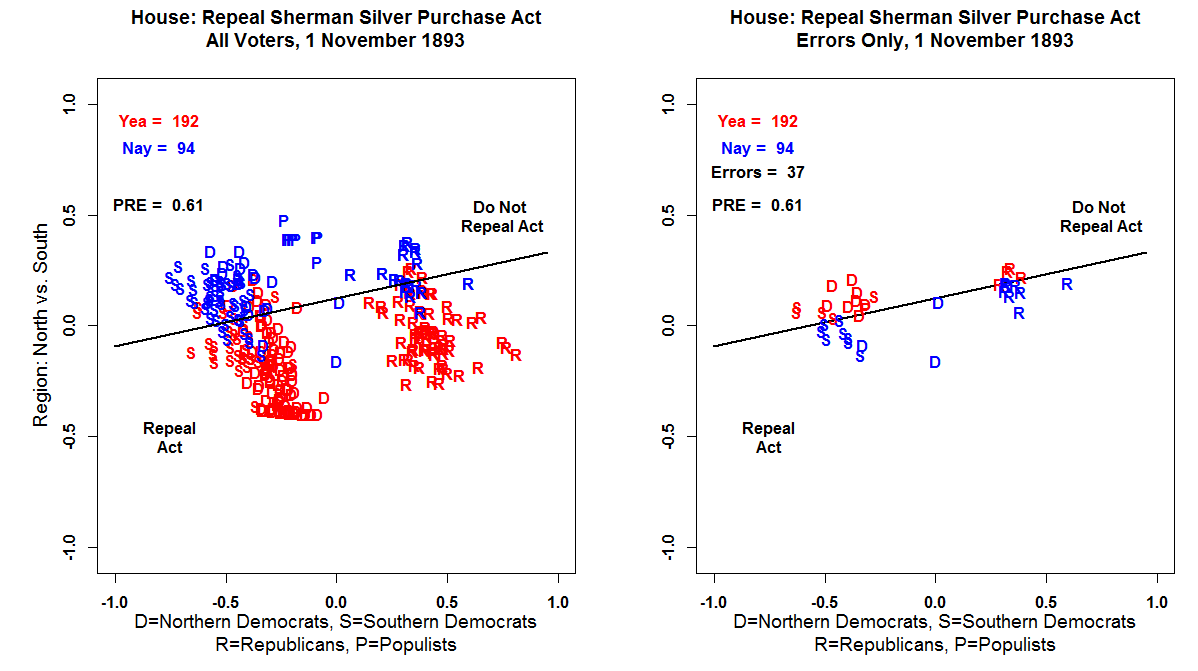 House: Repeal Sherman Silver Purchase Act
All Voters, 1 November 1893
Yea = 192
Nay = 94
PRE = 0.61
Do Not
Repeal Act
Repeal
Act
Region: North vs. South
1.0
0.5
0.0
-0.5
-1.0
-1.0 -0.5 0.0 0.5 1.0
D=Northern Democrats, S=Southern Democrats
R=Republicans, P=Populists
House: Repeal Sherman Silver Purchase Act
Errors Only, 1 November 1893
Yea = 192
Nay = 94
Errors = 37
PRE = 0.61
Do Not
Repeal Act
Repeal
Act
1.0
0.5
0.0
-0.5
-1.0
-1.0 -0.5 0.0 0.5 1.0
D=Northern Democrats, S=Southern Democrats
R=Republicans, P=Populists